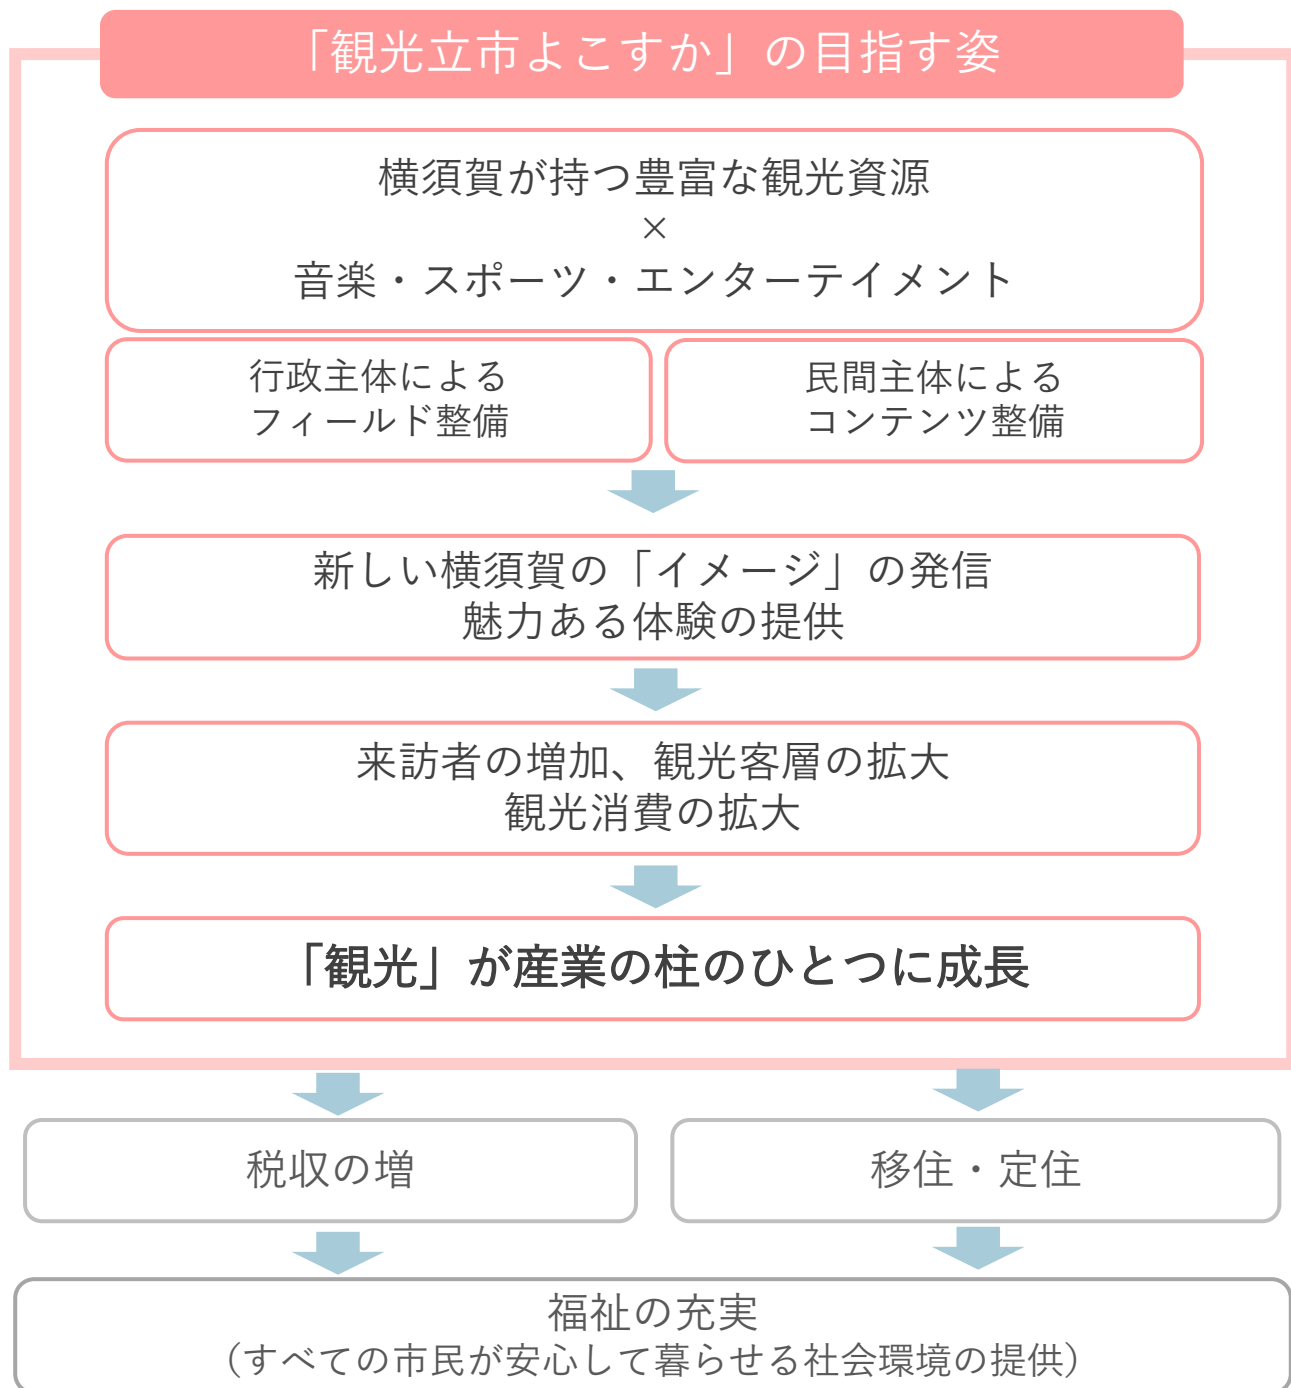 「観光立市よこすか」の目指す姿
横須賀が持つ豊富な観光資源
×
音楽・スポーツ・エンターテイメント
行政主体による
フィールド整備
民間主体による
コンテンツ整備
新しい横須賀の「イメージ」の発信
魅力ある体験の提供
来訪者の増加、観光客層の拡大
観光消費の拡大
「観光」が産業の柱のひとつに成長
税収の増
移住・定住
福祉の充実
（すべての市民が安心して暮らせる社会環境の提供）